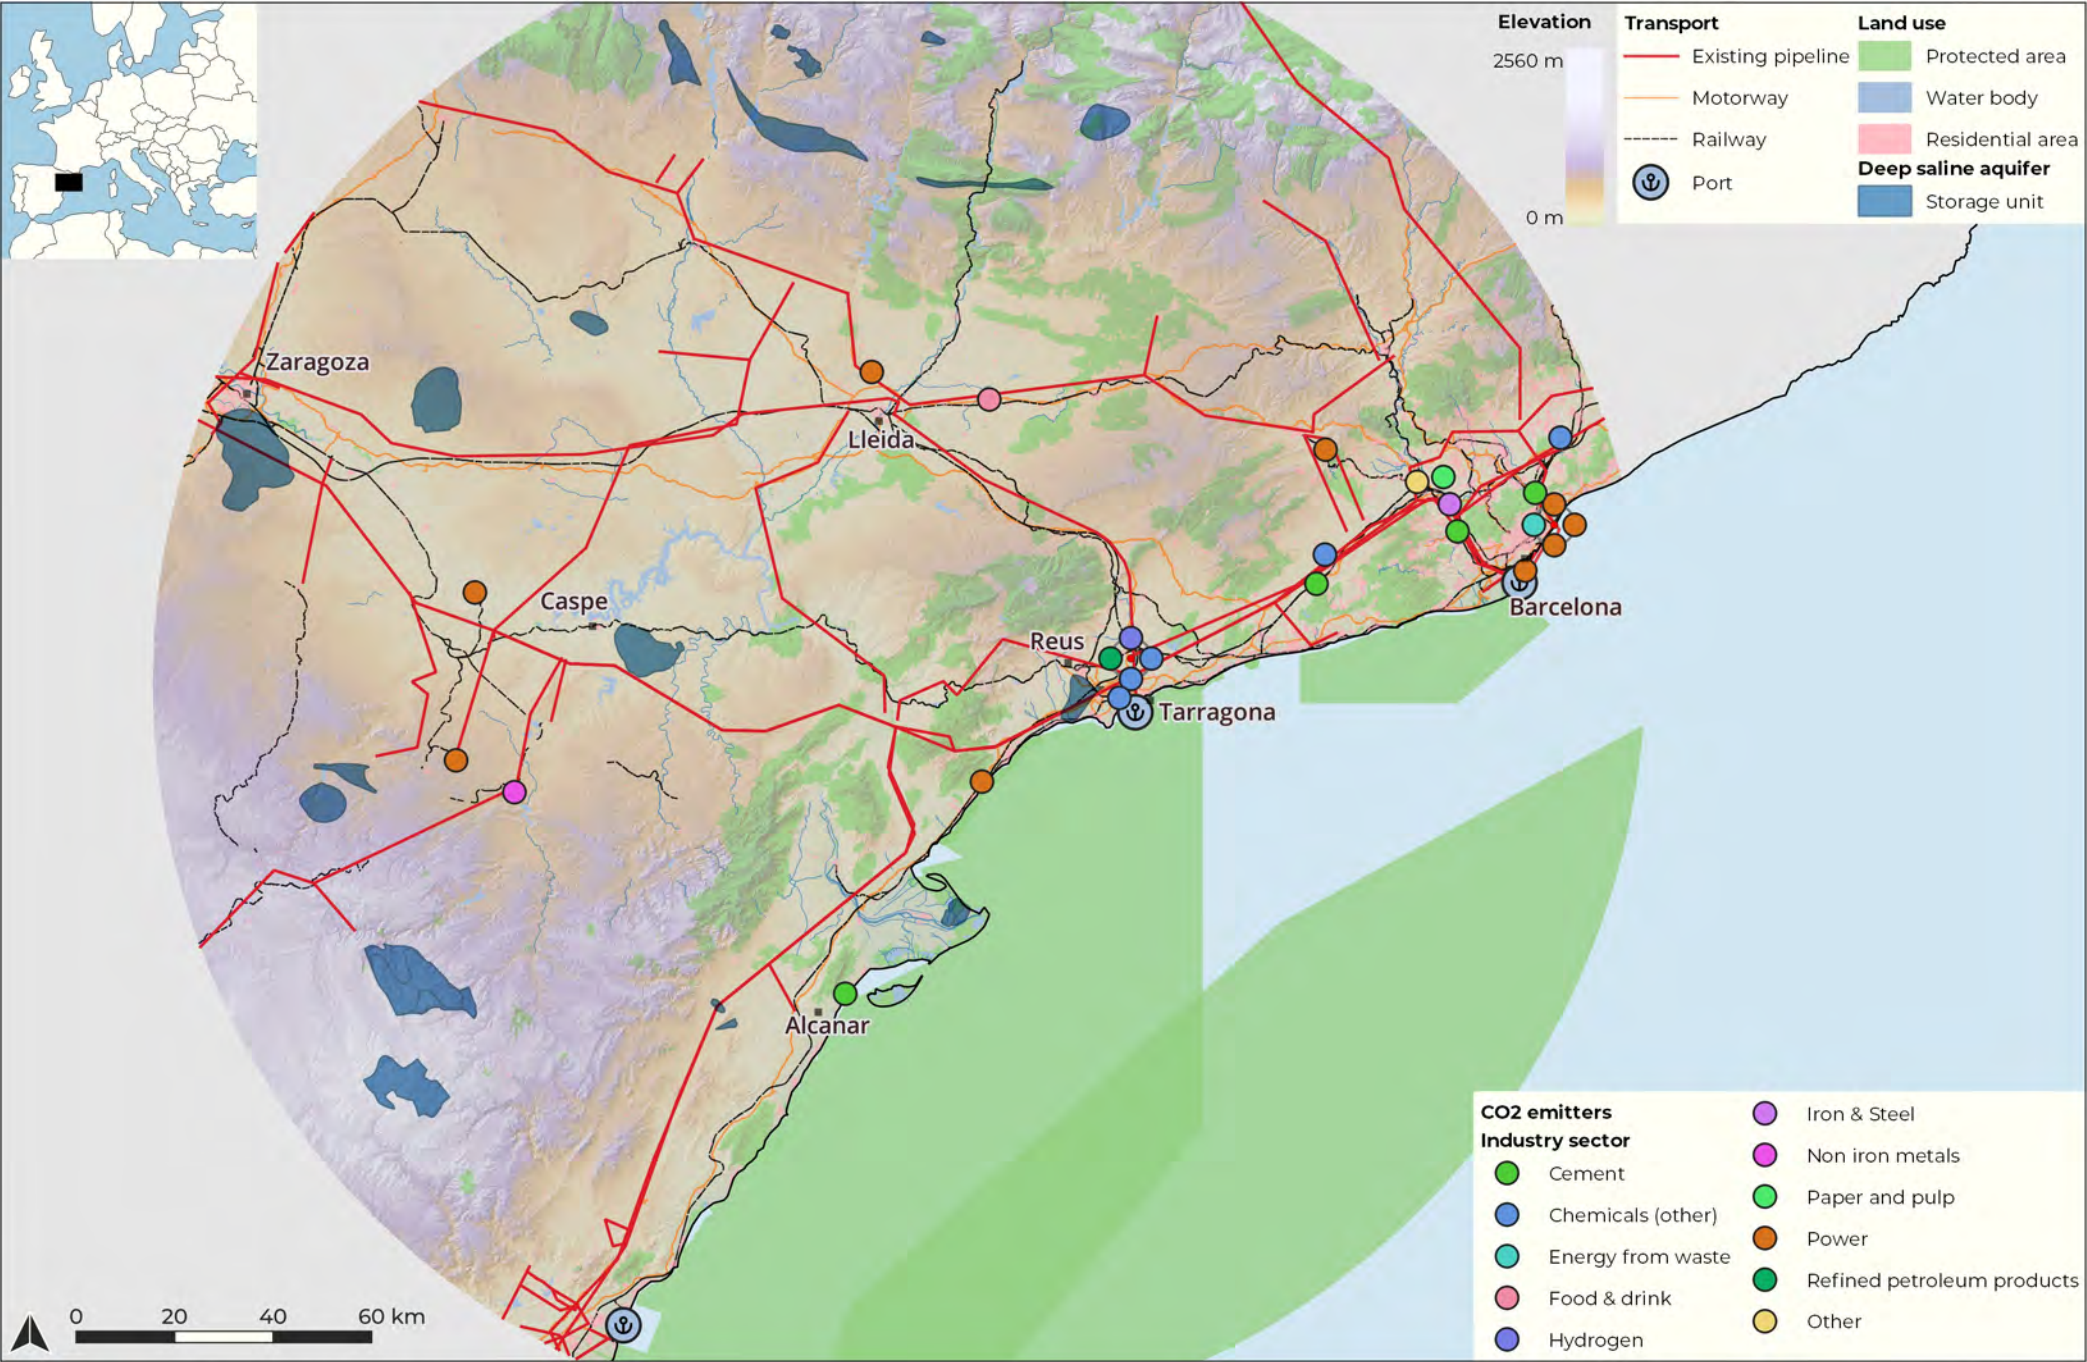 Elevation
2560 m
0 m
Transport
Existing pipeline
Motorway
Railway
Port
Land use
Protected area
Water body
Residential area
Deep saline aquifer
Storage unit
Zaragoza
Lleida
Caspe
Reus
Barcelona
Tarragona
Alcanar
CO2 emitters
Industry sector
Cement
Chemicals (other)
Energy from waste
Food & drink
Hydrogen
Iron & Steel
Non iron metals
Paper and pulp
Power
Refined petroleum products
Other
0 20 40 60 km